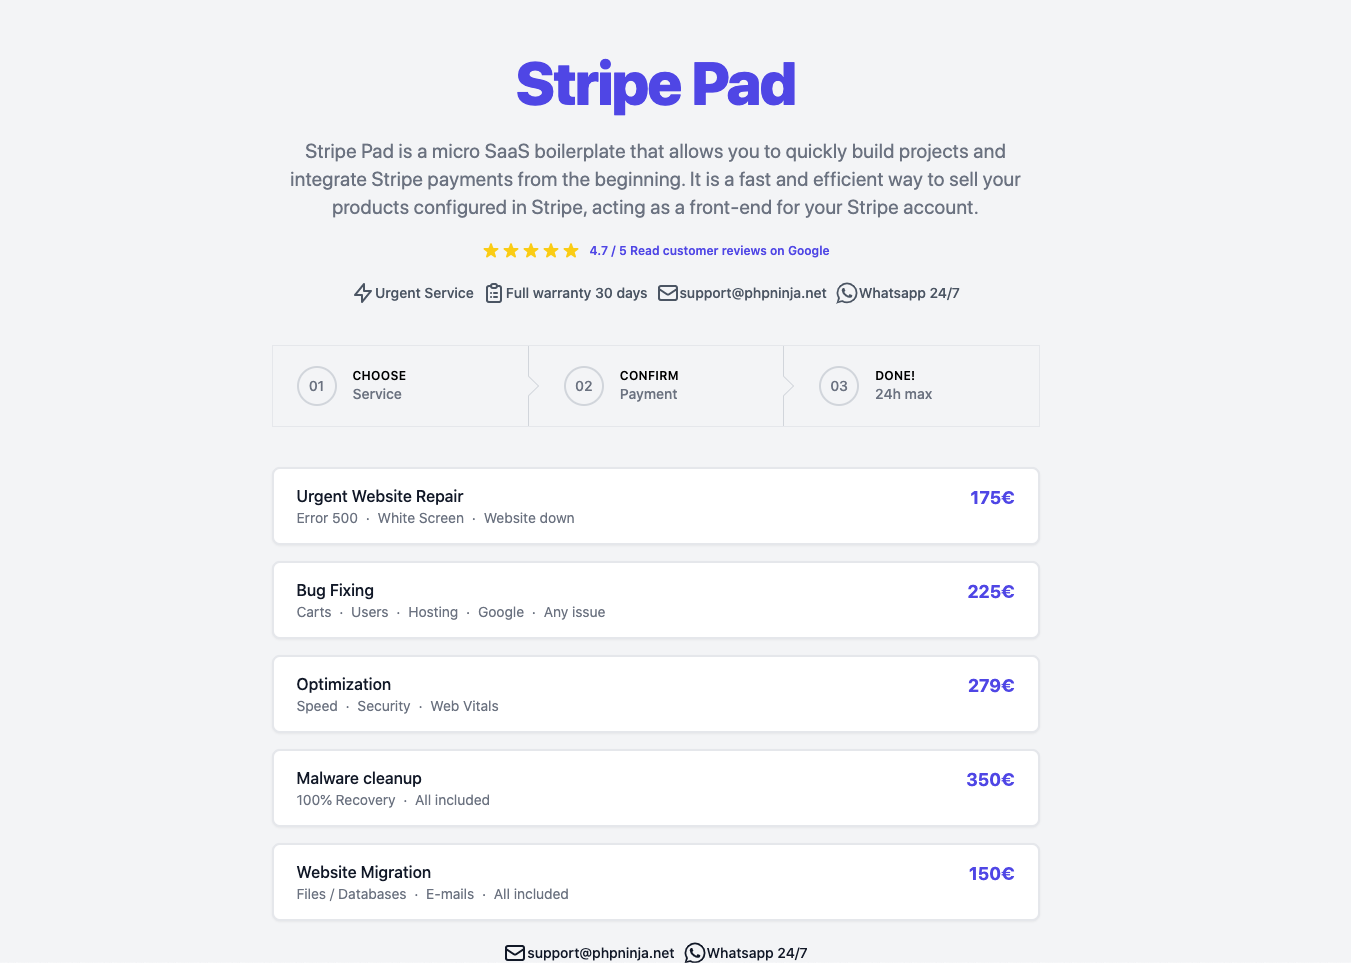 Stripe Pad
Stripe Pad is a micro SaaS boilerplate that allows you to quickly build projects and
integrate Stripe payments from the beginning. It is a fast and efficient way to sell your
products configured in Stripe, acting as a front-end for your Stripe account.
4.7 / 5 Read customer reviews on Google
Urgent Service Full warranty 30 days support@phpninja.net Whatsapp 24/7
01 CHOOSE
Service
02 CONFIRM
Payment
03 DONE!
24h max
Urgent Website Repair 175€
Error 500 · White Screen · Website down
Bug Fixing 225€
Carts · Users · Hosting · Google · Any issue
Optimization 279€
Speed · Security · Web Vitals
Malware cleanup 350€
100% Recovery · All included
Website Migration 150€
Files / Databases · E-mails · All included
support@phpninja.net Whatsapp 24/7